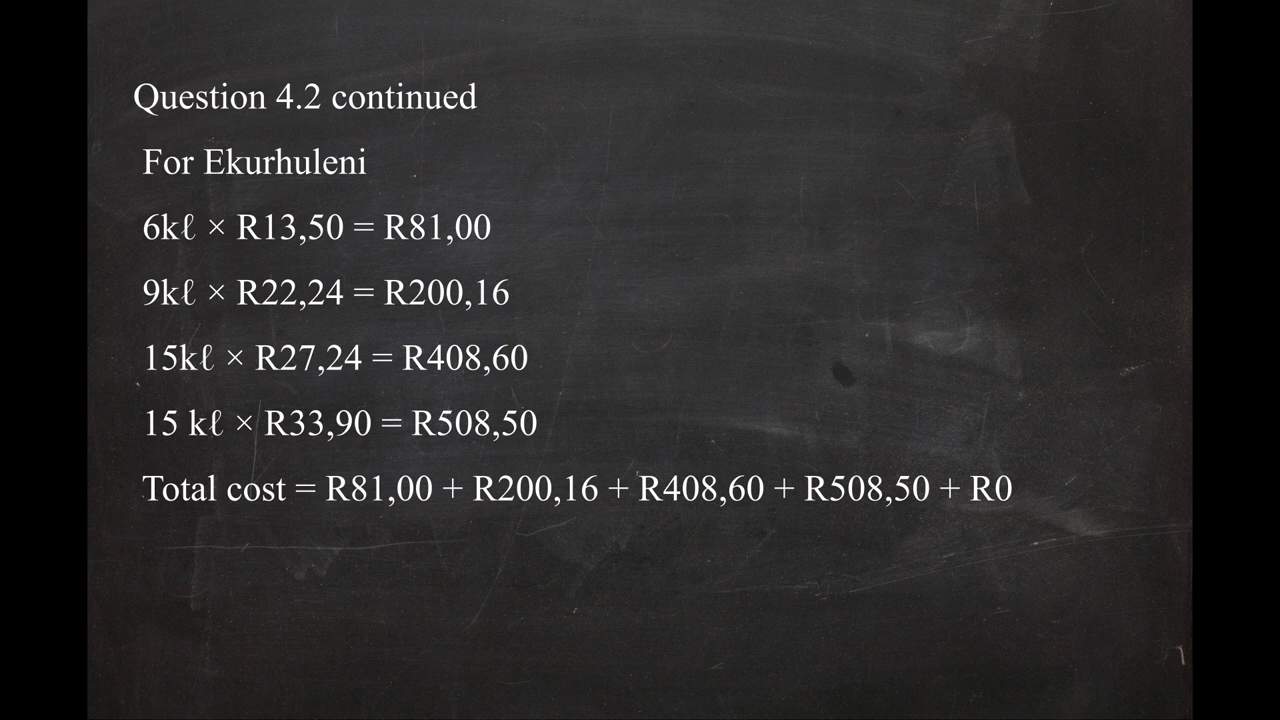 Question 4.2 continued
For Ekurhuleni
6kℓ × R13,50 = R81,00
9kℓ × R22,24 = R200,16
15kℓ × R27,24 = R408,60
15 kℓ × R33,90 = R508,50
Total cost = R81,00 + R200,16 + R408,60 + R508,50 + R0